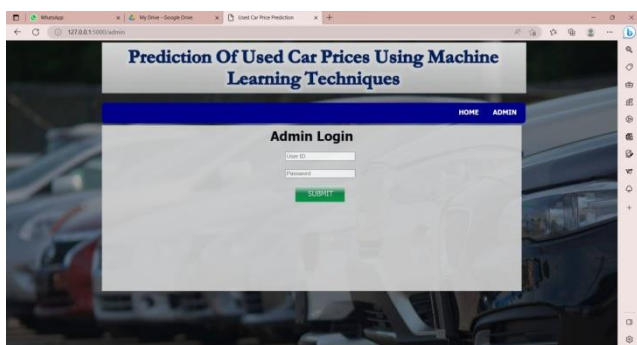 WhatsApp
My Drive - Google Drive
Used Car Price Prediction
127.0.0.1:5000/admin
Prediction Of Used Car Prices Using Machine
Learning Techniques
HOME ADMIN
Admin Login
User ID
Password
SUBMIT